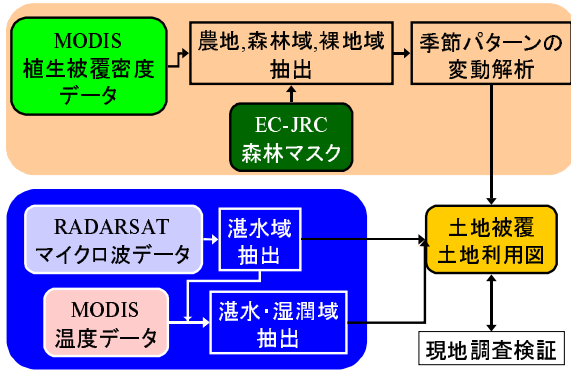 MODIS
植生被覆密度
データ
農地,森林域,裸地域
抽出
季節パターンの
変動解析
EC-JRC
森林マスク
RADARSAT
マイクロ波データ
湛水域
抽出
土地被覆
土地利用図
MODIS
温度データ
湛水・湿潤域
抽出
現地調査検証